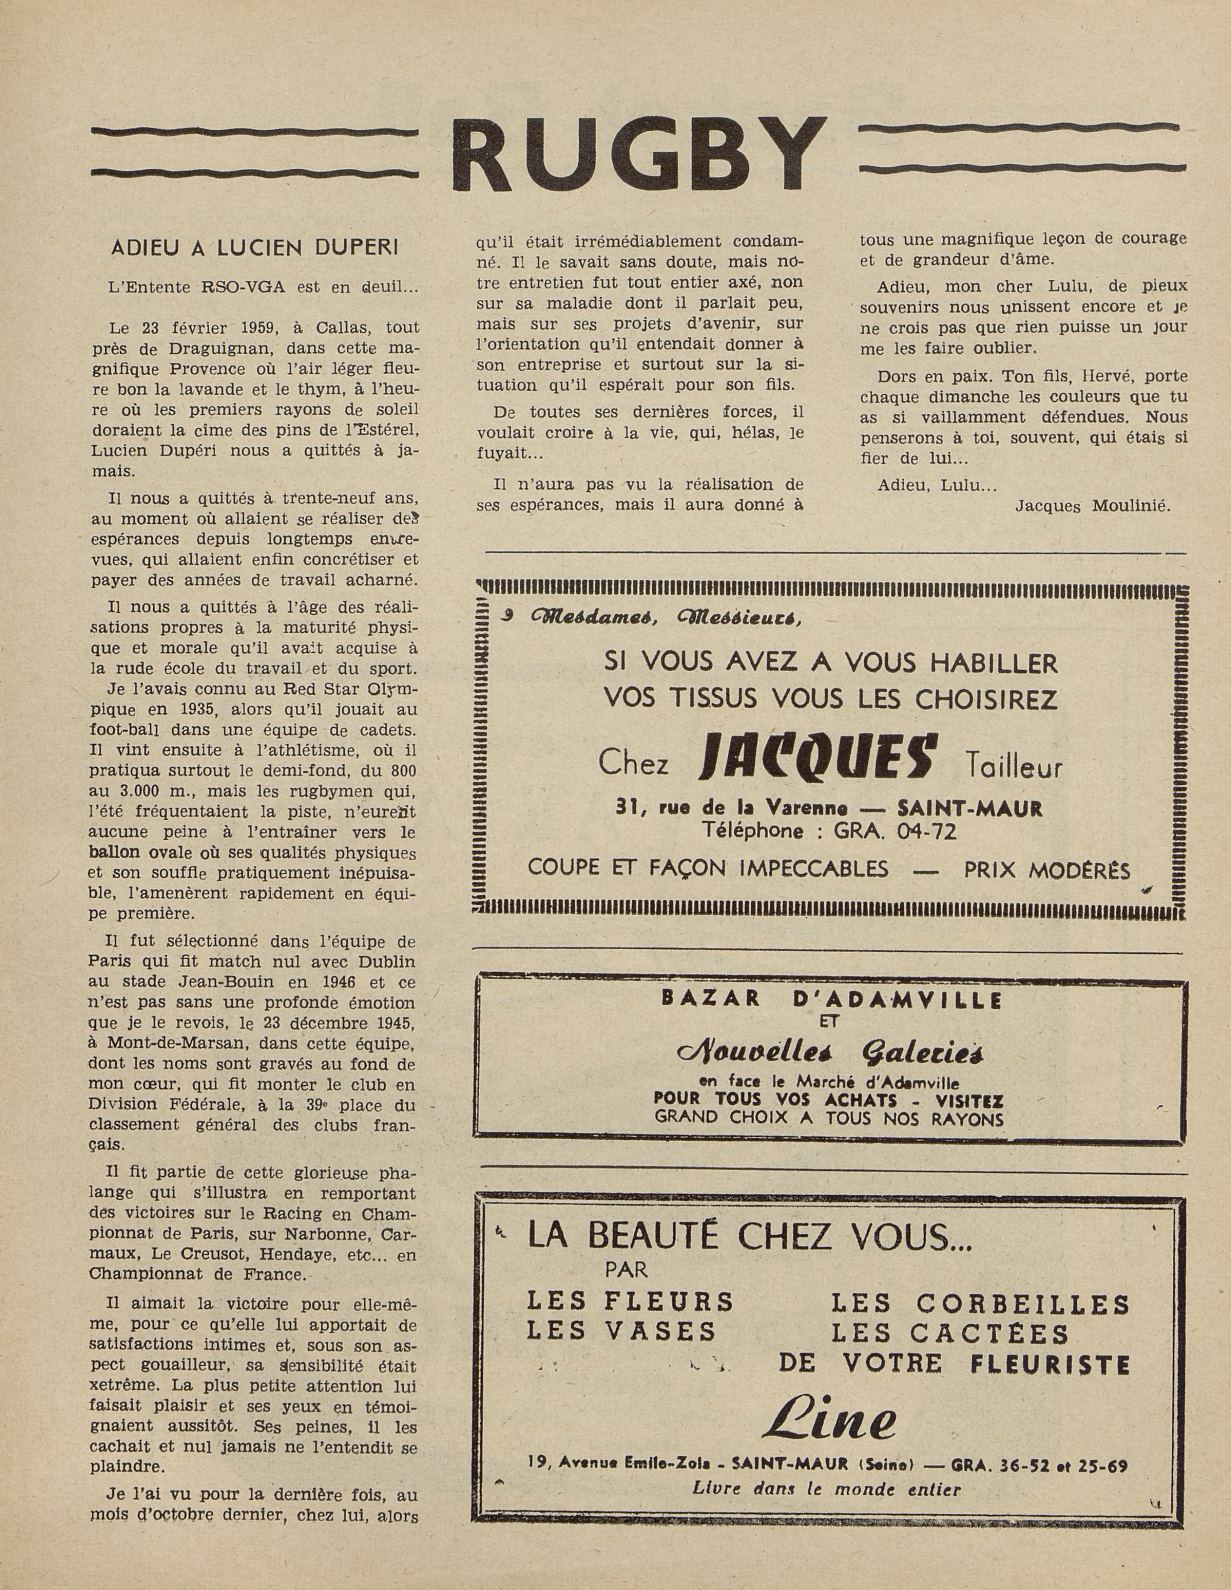 RUGBY
ADIEU A LUCIEN DUPERI
L'Entente RSO-VGA est en deuil...
Le 23 février 1959, à Callas, tout
près de Draguignan, dans cette ma-
gnifique Provence où l'air léger fleu-
re bon la lavande et le thym, à l'heu-
re où les premiers rayons de soleil
doraient la cîme des pins de l'Estérel,
Lucien Dupéri nous a quittés à ja-
mais.
Il nous a quittés à trente-neuf ans,
au moment où allaient se réaliser des
espérances depuis longtemps entre-
vues, qui allaient enfin concrétiser et
payer des années de travail acharné.
Il nous a quittés à l'âge des réali-
sations propres à la maturité physi-
que et morale qu'il avait acquise à
la rude école du travail et du sport.
Je l'avais connu au Red Star Olym-
pique en 1935, alors qu'il jouait au
foot-ball dans une équipe de cadets.
Il vint ensuite à l'athlétisme, où il
pratiqua surtout le demi-fond, du 800
au 3.000 m., mais les rugbymen qui,
l'été fréquentaient la piste, n'eurent
aucune peine à l'entraîner vers le
ballon ovale où ses qualités physiques
et son souffle pratiquement inépuisa-
ble, l'amenèrent rapidement en équi-
pe première.
Il fut sélectionné dans l'équipe de
Paris qui fit match nul avec Dublin
au stade Jean-Bouin en 1946 et ce
n'est pas sans une profonde émotion
que je le revois, le 23 décembre 1945,
à Mont-de-Marsan, dans cette équipe,
dont les noms sont gravés au fond de
mon cœur, qui fit monter le club en
Division Fédérale, à la 39e place du
classement général des clubs fran-
çais.
Il fit partie de cette glorieuse pha-
lange qui s'illustra en remportant
des victoires sur le Racing en Cham-
pionnat de Paris, sur Narbonne, Car-
maux, Le Creusot, Hendaye, etc... en
Championnat de France.
Il aimait la victoire pour elle-mê-
me, pour ce qu'elle lui apportait de
satisfactions intimes et, sous son as-
pect gouailleur, sa sensibilité était
xetrême. La plus petite attention lui
faisait plaisir et ses yeux en témoi-
gnaient aussitôt. Ses peines, il les
cachait et nul jamais ne l'entendit se
plaindre.
Je l'ai vu pour la dernière fois, au
mois d'octobre dernier, chez lui, alors
qu'il était irrémédiablement condam-
né. Il le savait sans doute, mais no-
tre entretien fut tout entier axé, non
sur sa maladie dont il parlait peu,
mais sur ses projets d'avenir, sur
l'orientation qu'il entendait donner à
son entreprise et surtout sur la si-
tuation qu'il espérait pour son fils.
De toutes ses dernières forces, il
voulait croire à la vie, qui, hélas, le
fuyait...
Il n'aura pas vu la réalisation de
ses espérances, mais il aura donné à
tous une magnifique leçon de courage
et de grandeur d'âme.
Adieu, mon cher Lulu, de pieux
souvenirs nous unissent encore et je
ne crois pas que rien puisse un jour
me les faire oublier.
Dors en paix. Ton fils, Hervé, porte
chaque dimanche les couleurs que tu
as si vaillamment défendues. Nous
penserons à toi, souvent, qui étais si
fier de lui...
Adieu, Lulu...
Jacques Moulinié.
9 Mesdames, Messieurs,
SI VOUS AVEZ A VOUS HABILLER
VOS TISSUS VOUS LES CHOISIREZ
Chez JACQUES Tailleur
31, rue de la Varenne — SAINT-MAUR
Téléphone : GRA. 04-72
COUPE ET FAÇON IMPECCABLES — PRIX MODÉRÉS
BAZAR D'ADAMVILLE
ET
Nouvelles Galeries
en face le Marché d'Adamville
POUR TOUS VOS ACHATS - VISITEZ
GRAND CHOIX A TOUS NOS RAYONS
LA BEAUTÉ CHEZ VOUS...
PAR
LES FLEURS LES CORBEILLES
LES VASES LES CACTÉES
DE VOTRE FLEURISTE
Line
19, Avenue Emile-Zola - SAINT-MAUR (Seine) — GRA. 36-52 et 25-69
Livre dans le monde entier